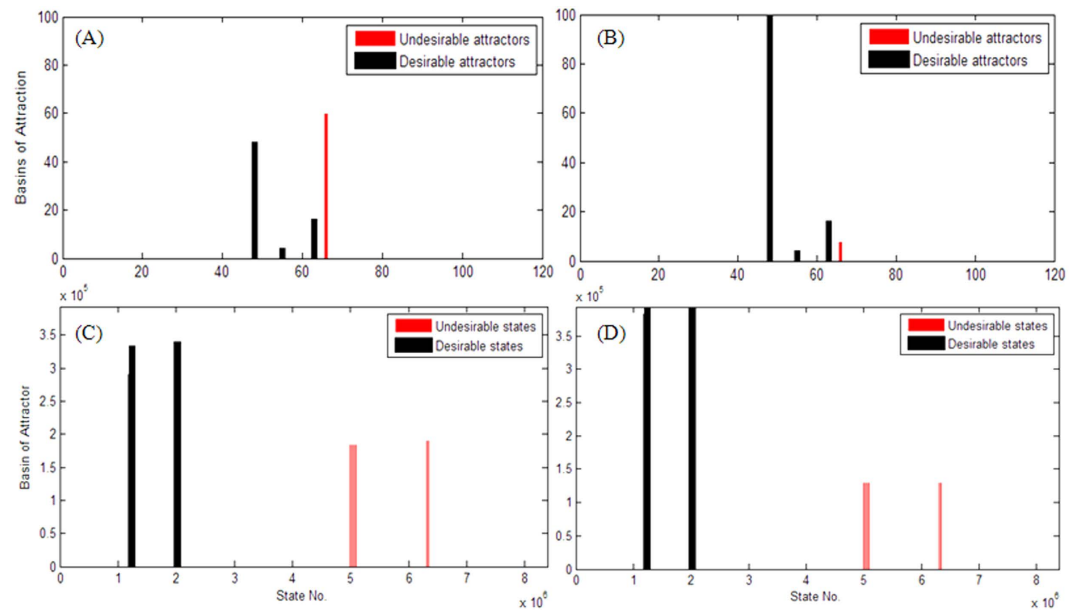 (A)
Undesirable attractors
Desirable attractors
Basins of Attraction
100
80
60
40
20
0
0 20 40 60 80 100 120
(B)
Undesirable attractors
Desirable attractors
100
80
60
40
20
0
0 20 40 60 80 100 120
x 10^5
(C)
Undesirable states
Desirable states
Basin of Attractor
3.5
3
2.5
2
1.5
1
0.5
0
0 1 2 3 4 5 6 7 8
State No.
x 10^6
x 10^5
(D)
Undesirable states
Desirable states
3.5
3
2.5
2
1.5
1
0.5
0
0 1 2 3 4 5 6 7 8
State No.
x 10^6